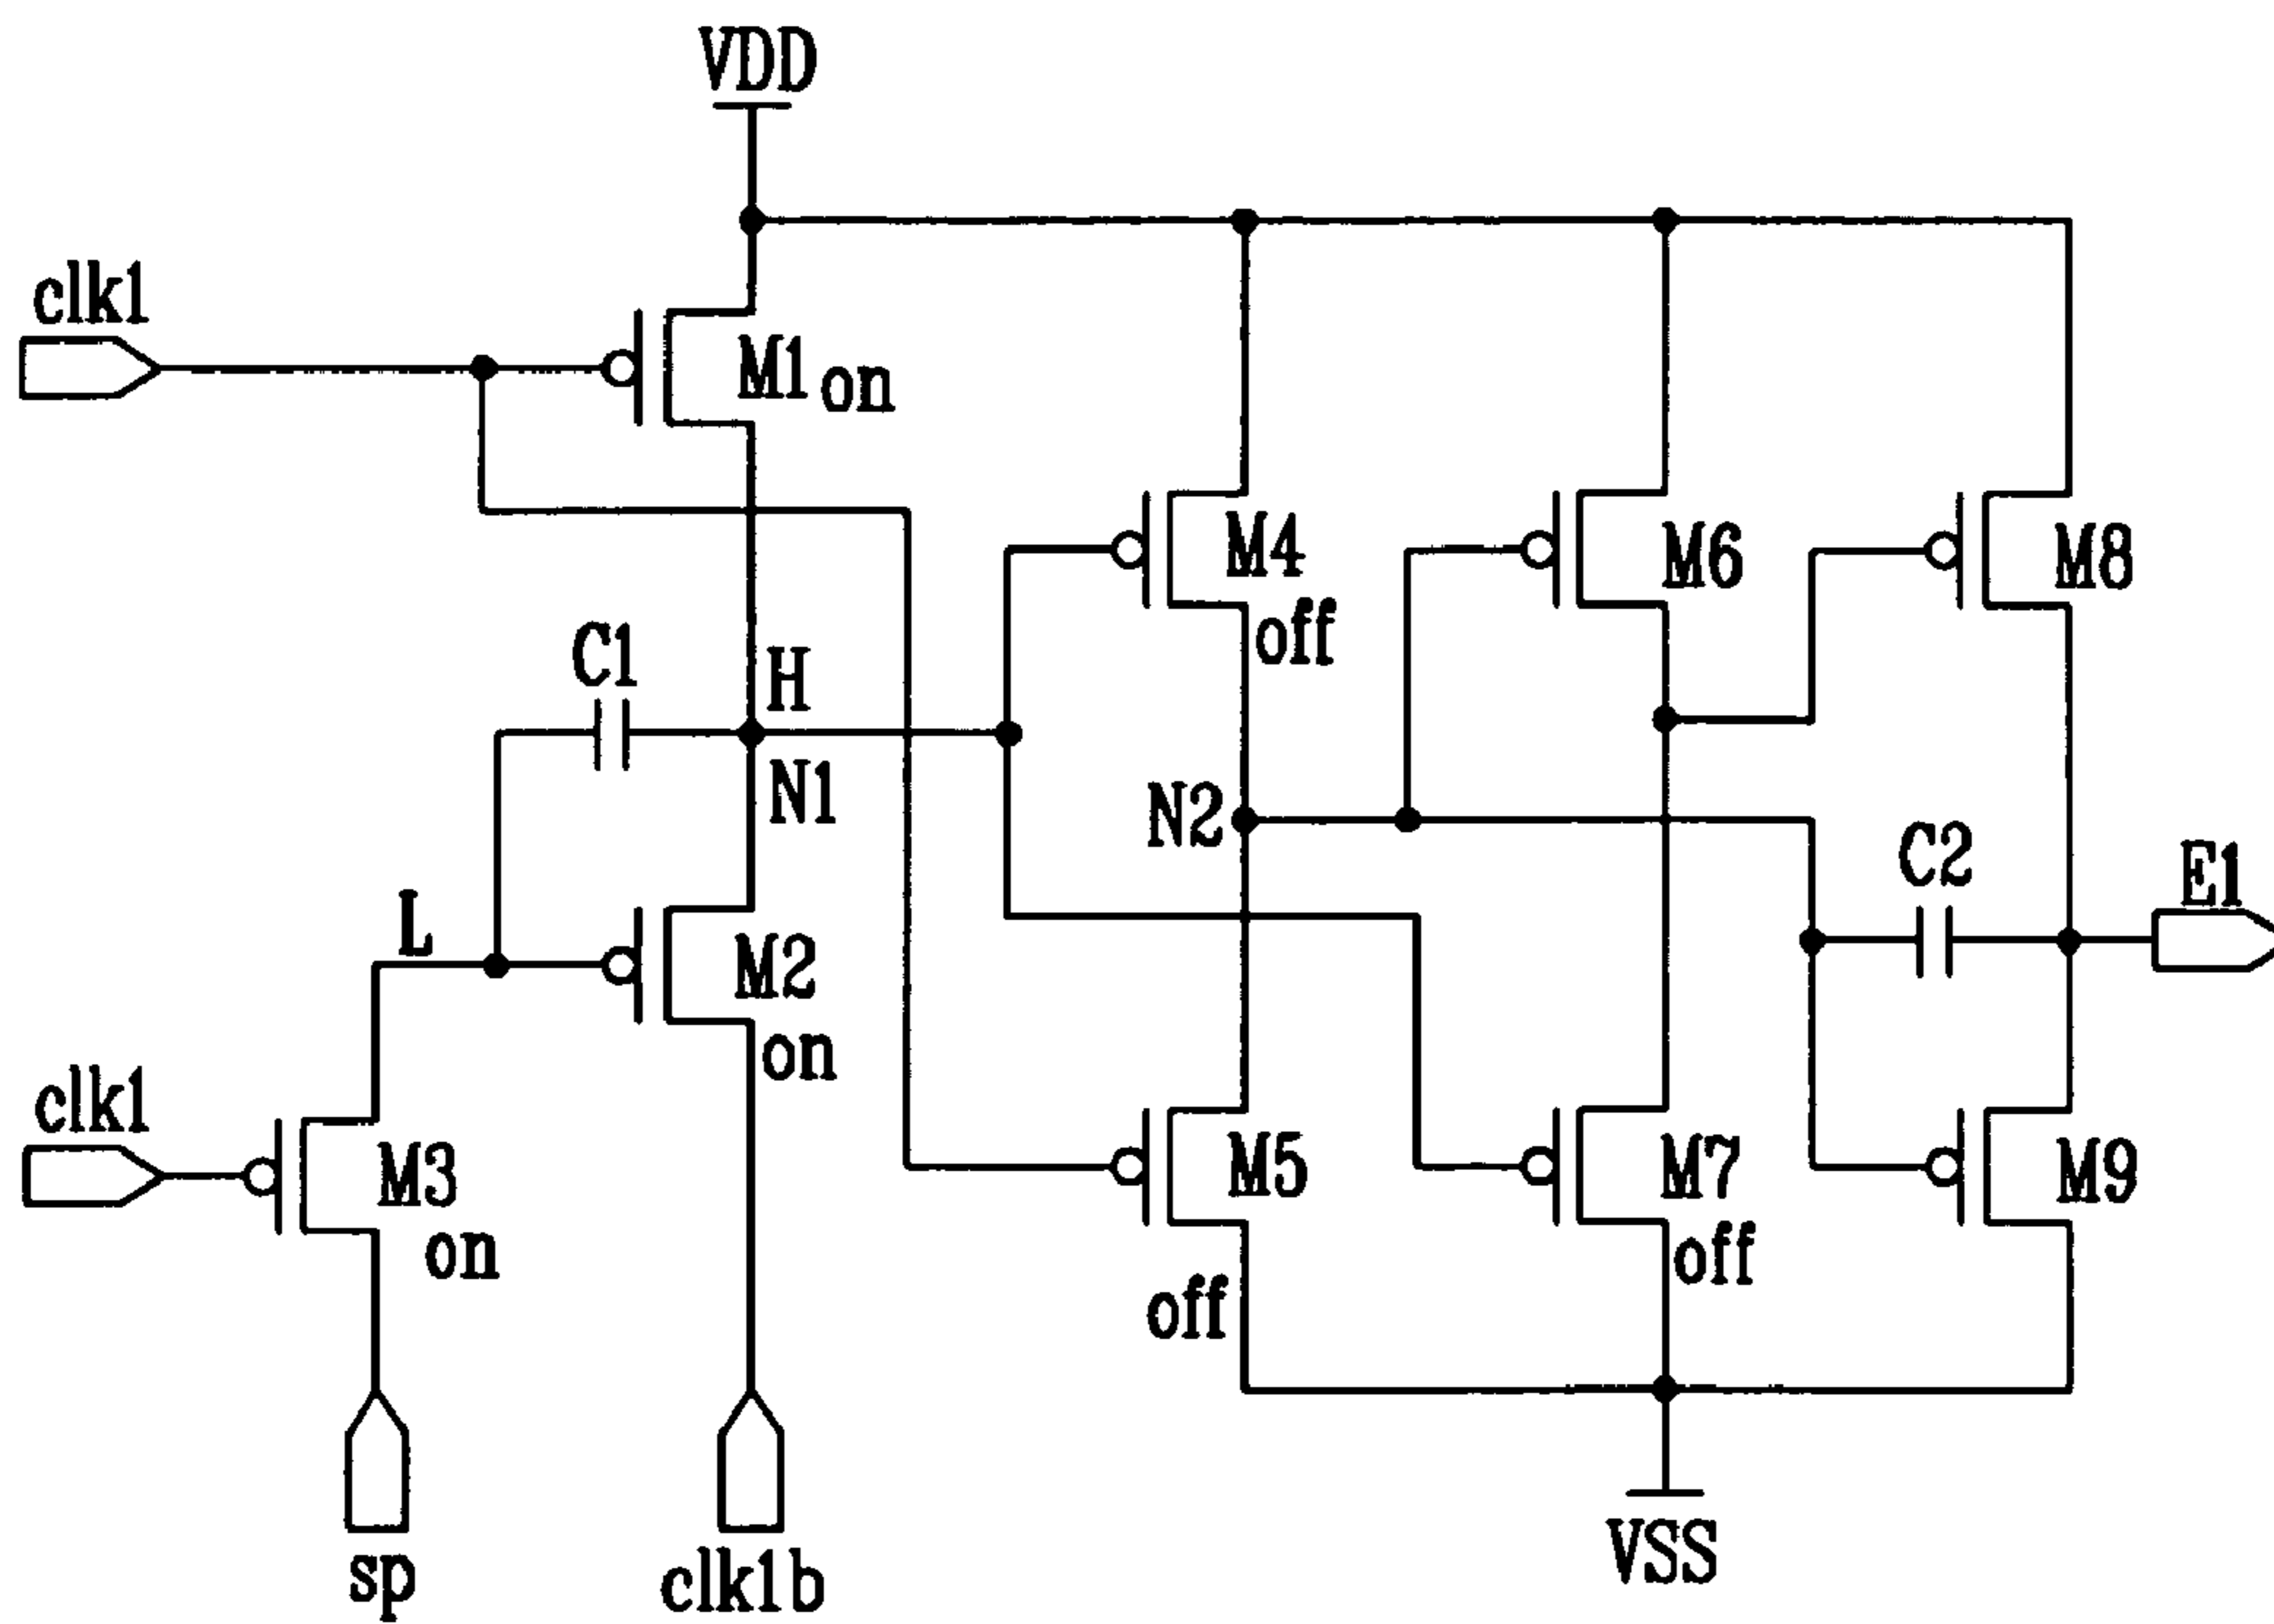 VDD
clk1
M1 on
M4
off
M6
M8
C1
H
N1
N2
C2
E1
L
M2
on
clk1
M3
on
M5
off
M7
off
M9
sp
clk1b
VSS